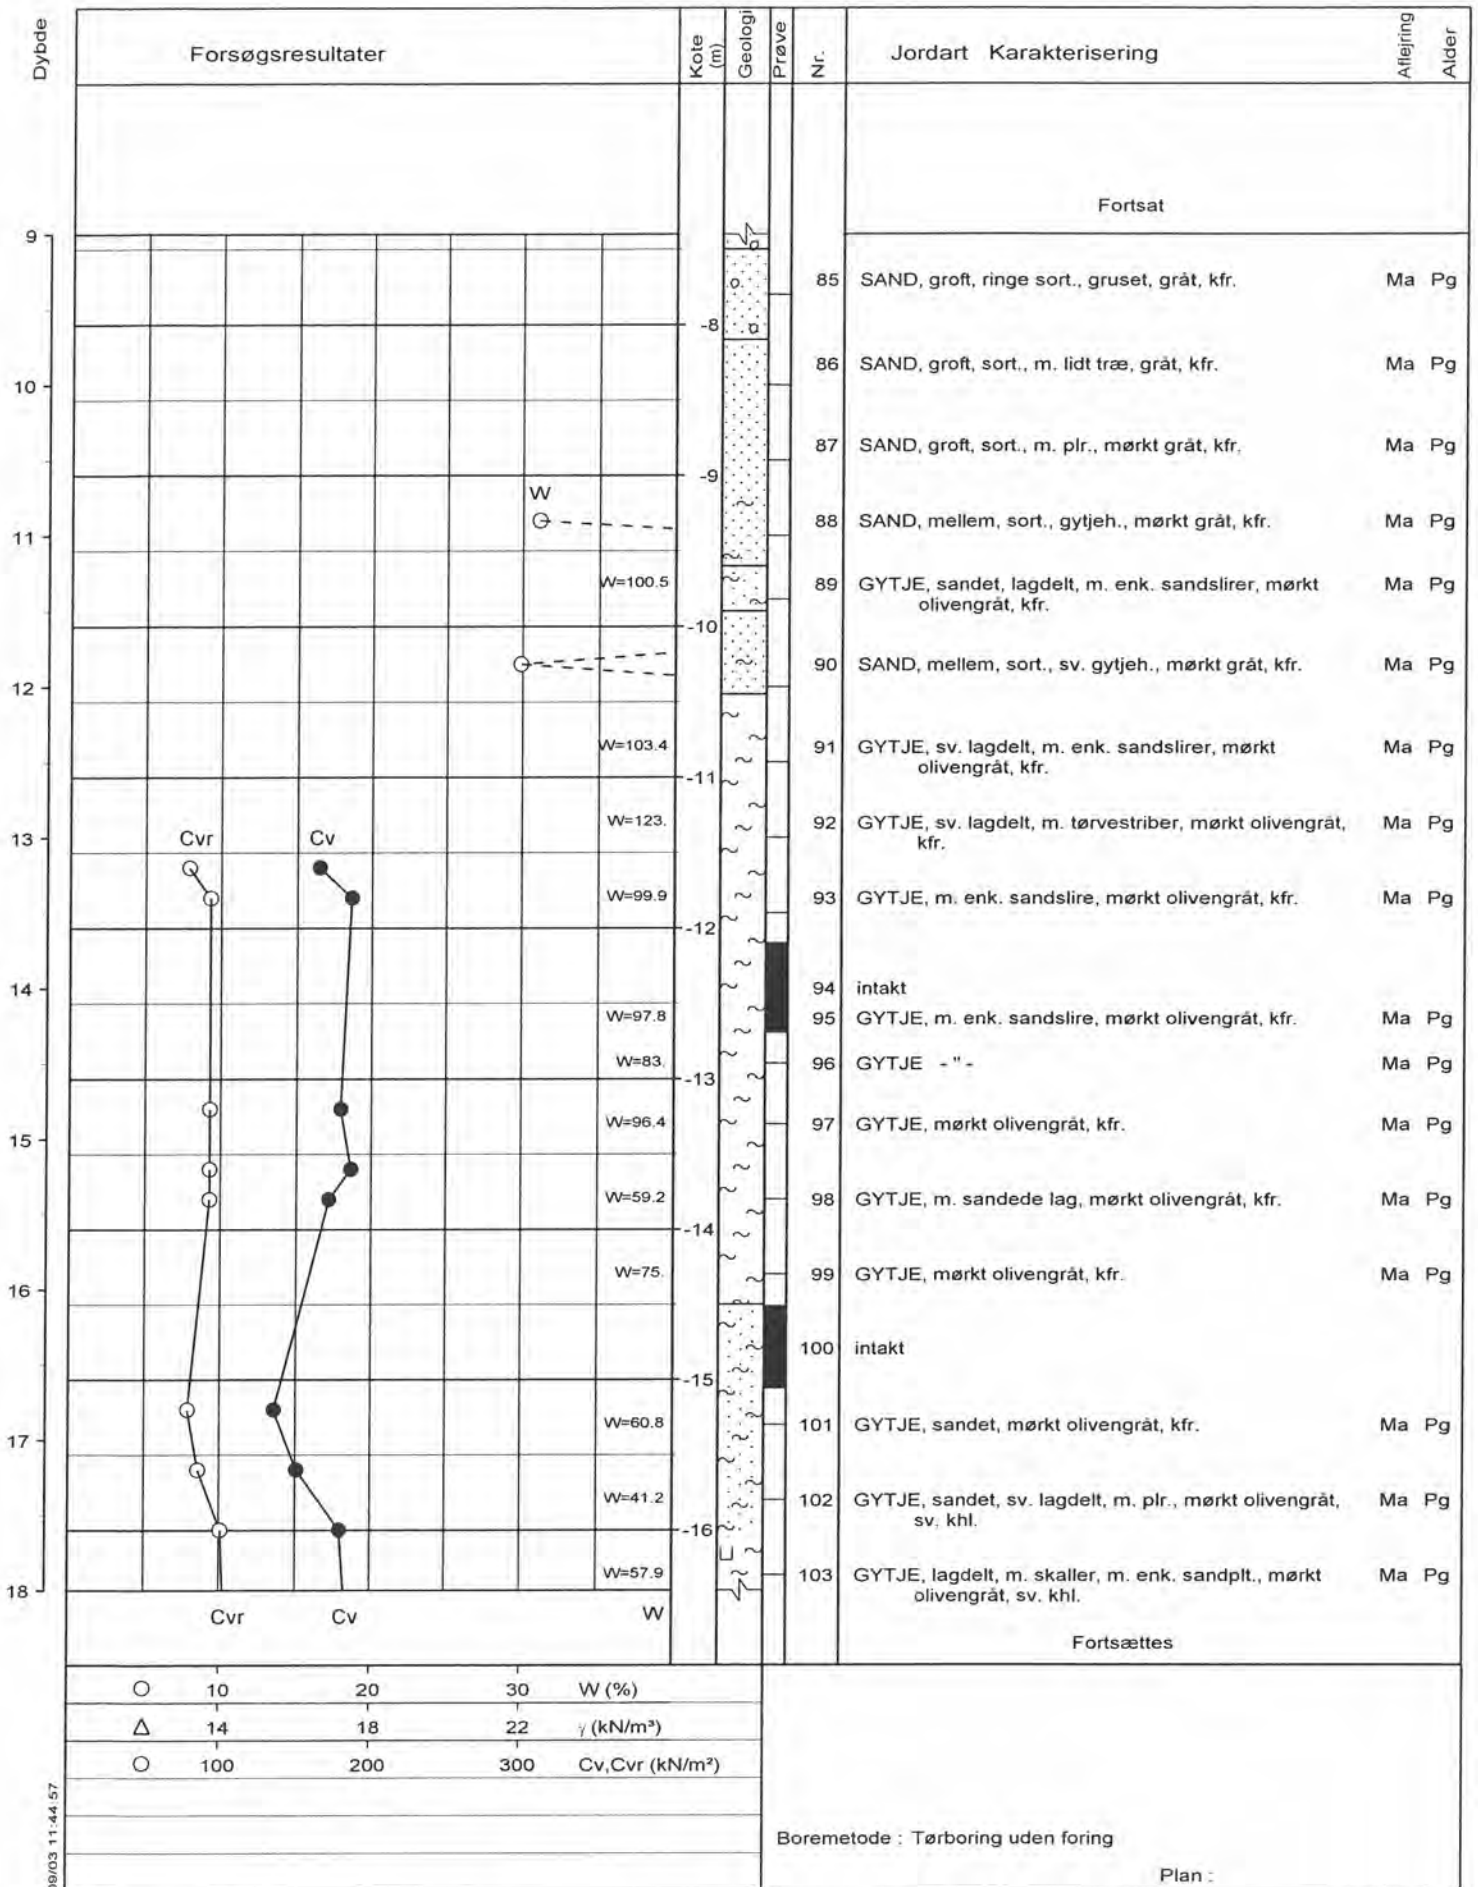 Dybde
Forsøgsresultater
Kote (m)
Geologi
Prøve
Nr.
Jordart Karakterisering
Aflejring
Alder
Fortsat
9
85 SAND, groft, ringe sort., gruset, gråt, kfr. Ma Pg
-8
86 SAND, groft, sort., m. lidt træ, gråt, kfr. Ma Pg
10
87 SAND, groft, sort., m. plr., mørkt gråt, kfr. Ma Pg
-9
W
88 SAND, mellem, sort., gytjeh., mørkt gråt, kfr. Ma Pg
11
W=100.5
89 GYTJE, sandet, lagdelt, m. enk. sandslirer, mørkt Ma Pg
olivengråt, kfr.
-10
90 SAND, mellem, sort., sv. gytjeh., mørkt gråt, kfr. Ma Pg
12
W=103.4
91 GYTJE, sv. lagdelt, m. enk. sandslirer, mørkt Ma Pg
olivengråt, kfr.
-11
W=123.
92 GYTJE, sv. lagdelt, m. tørvestriber, mørkt olivengråt, Ma Pg
kfr.
13
Cvr Cv
W=99.9
93 GYTJE, m. enk. sandslire, mørkt olivengråt, kfr. Ma Pg
-12
14
94 intakt
W=97.8
95 GYTJE, m. enk. sandslire, mørkt olivengråt, kfr. Ma Pg
W=83.
96 GYTJE - " - Ma Pg
-13
W=96.4
97 GYTJE, mørkt olivengråt, kfr. Ma Pg
15
W=59.2
98 GYTJE, m. sandede lag, mørkt olivengråt, kfr. Ma Pg
-14
W=75.
99 GYTJE, mørkt olivengråt, kfr. Ma Pg
16
100 intakt
-15
W=60.8
101 GYTJE, sandet, mørkt olivengråt, kfr. Ma Pg
17
W=41.2
102 GYTJE, sandet, sv. lagdelt, m. plr., mørkt olivengråt, Ma Pg
sv. khl.
-16
W=57.9
103 GYTJE, lagdelt, m. skaller, m. enk. sandplt., mørkt Ma Pg
olivengråt, sv. khl.
18
Cvr Cv W
Fortsættes
10 20 30 W (%)
14 18 22 γ (kN/m³)
100 200 300 Cv,Cvr (kN/m²)
09/03 11:44:57
Boremetode : Tørboring uden foring
Plan :